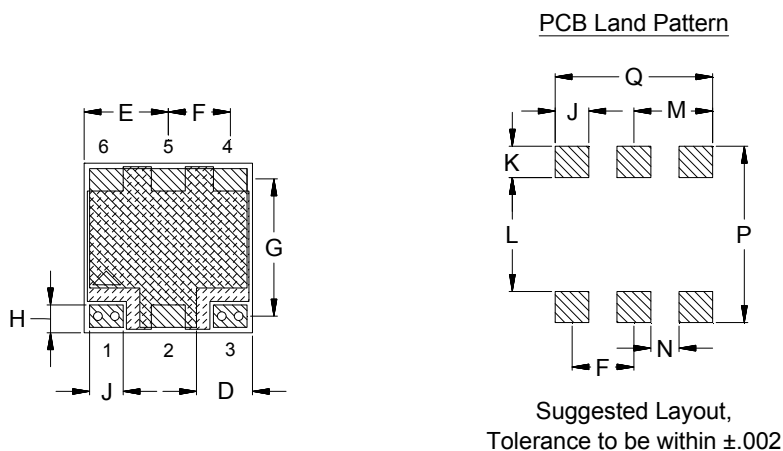 PCB Land Pattern
Q
E
F
J
M
6
5
4
K
G
L
P
H
1
2
3
N
F
J
D
Suggested Layout,
Tolerance to be within ±.002